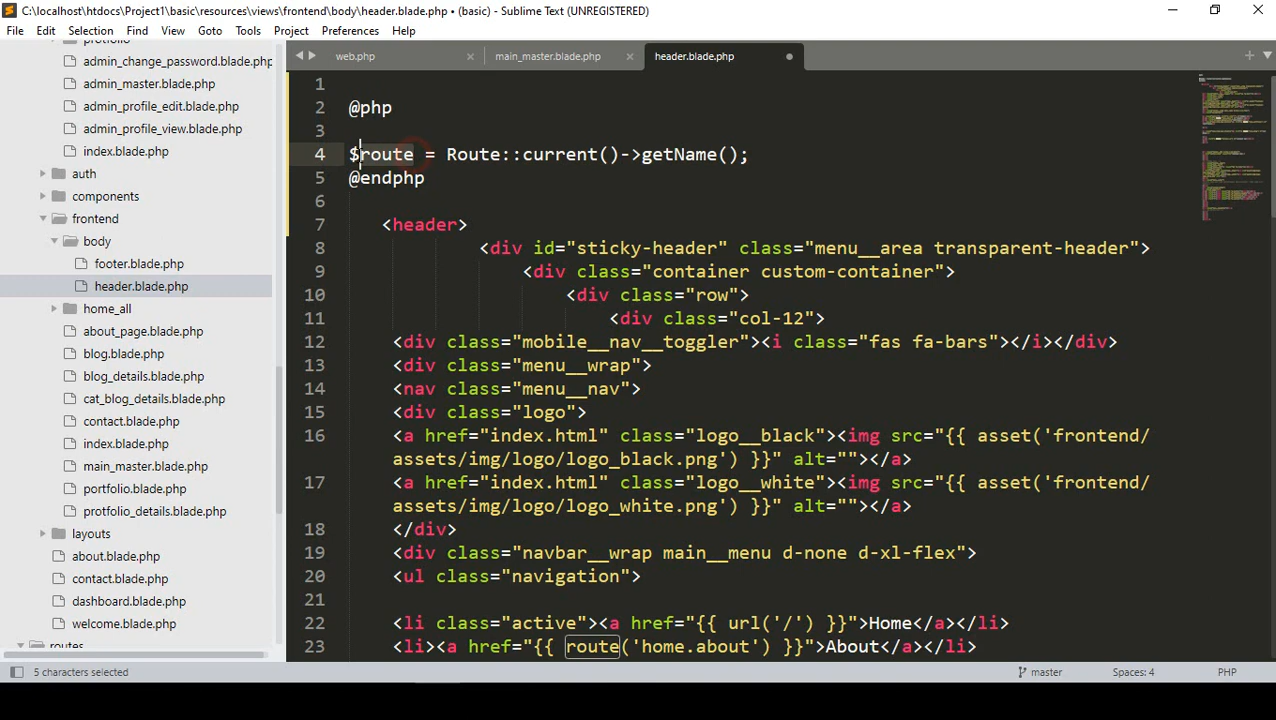 C:\localhost\htdocs\Project1\basic\resources\views\frontend\body\header.blade.php • (basic) - Sublime Text (UNREGISTERED)
File Edit Selection Find View Goto Tools Project Preferences Help
admin_change_password.blade.php
admin_master.blade.php
admin_profile_edit.blade.php
admin_profile_view.blade.php
index.blade.php
auth
components
frontend
body
footer.blade.php
header.blade.php
home_all
about_page.blade.php
blog.blade.php
blog_details.blade.php
cat_blog_details.blade.php
contact.blade.php
index.blade.php
main_master.blade.php
portfolio.blade.php
protfolio_details.blade.php
layouts
about.blade.php
contact.blade.php
dashboard.blade.php
welcome.blade.php
routes
web.php main_master.blade.php header.blade.php
1
2 @php
3
4 $route = Route::current()->getName();
5 @endphp
6
7 <header>
8 <div id="sticky-header" class="menu__area transparent-header">
9 <div class="container custom-container">
10 <div class="row">
11 <div class="col-12">
12 <div class="mobile__nav__toggler"><i class="fas fa-bars"></i></div>
13 <div class="menu__wrap">
14 <nav class="menu__nav">
15 <div class="logo">
16 <a href="index.html" class="logo__black"><img src="{{ asset('frontend/
assets/img/logo/logo_black.png') }}" alt=""></a>
17 <a href="index.html" class="logo__white"><img src="{{ asset('frontend/
assets/img/logo/logo_white.png') }}" alt=""></a>
18 </div>
19 <div class="navbar__wrap main__menu d-none d-xl-flex">
20 <ul class="navigation">
21
22 <li class="active"><a href="{{ url('/') }}">Home</a></li>
23 <li><a href="{{ route('home.about') }}">About</a></li>
5 characters selected master Spaces: 4 PHP